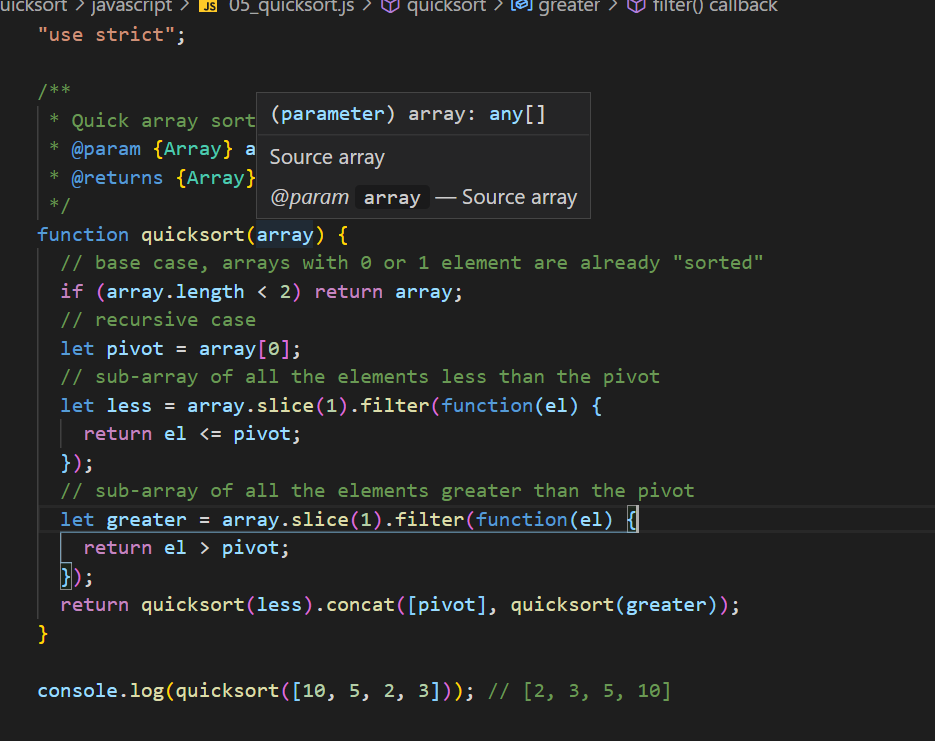 uicksort > javascript > JS 05_quicksort.js > quicksort > greater > filter() callback
"use strict";
/**
* Quick array sort
* @param {Array} a
* @returns {Array}
*/
(parameter) array: any[]
Source array
@param array — Source array
function quicksort(array) {
// base case, arrays with 0 or 1 element are already "sorted"
if (array.length < 2) return array;
// recursive case
let pivot = array[0];
// sub-array of all the elements less than the pivot
let less = array.slice(1).filter(function(el) {
return el <= pivot;
});
// sub-array of all the elements greater than the pivot
let greater = array.slice(1).filter(function(el) {
return el > pivot;
});
return quicksort(less).concat([pivot], quicksort(greater));
}
console.log(quicksort([10, 5, 2, 3])); // [2, 3, 5, 10]